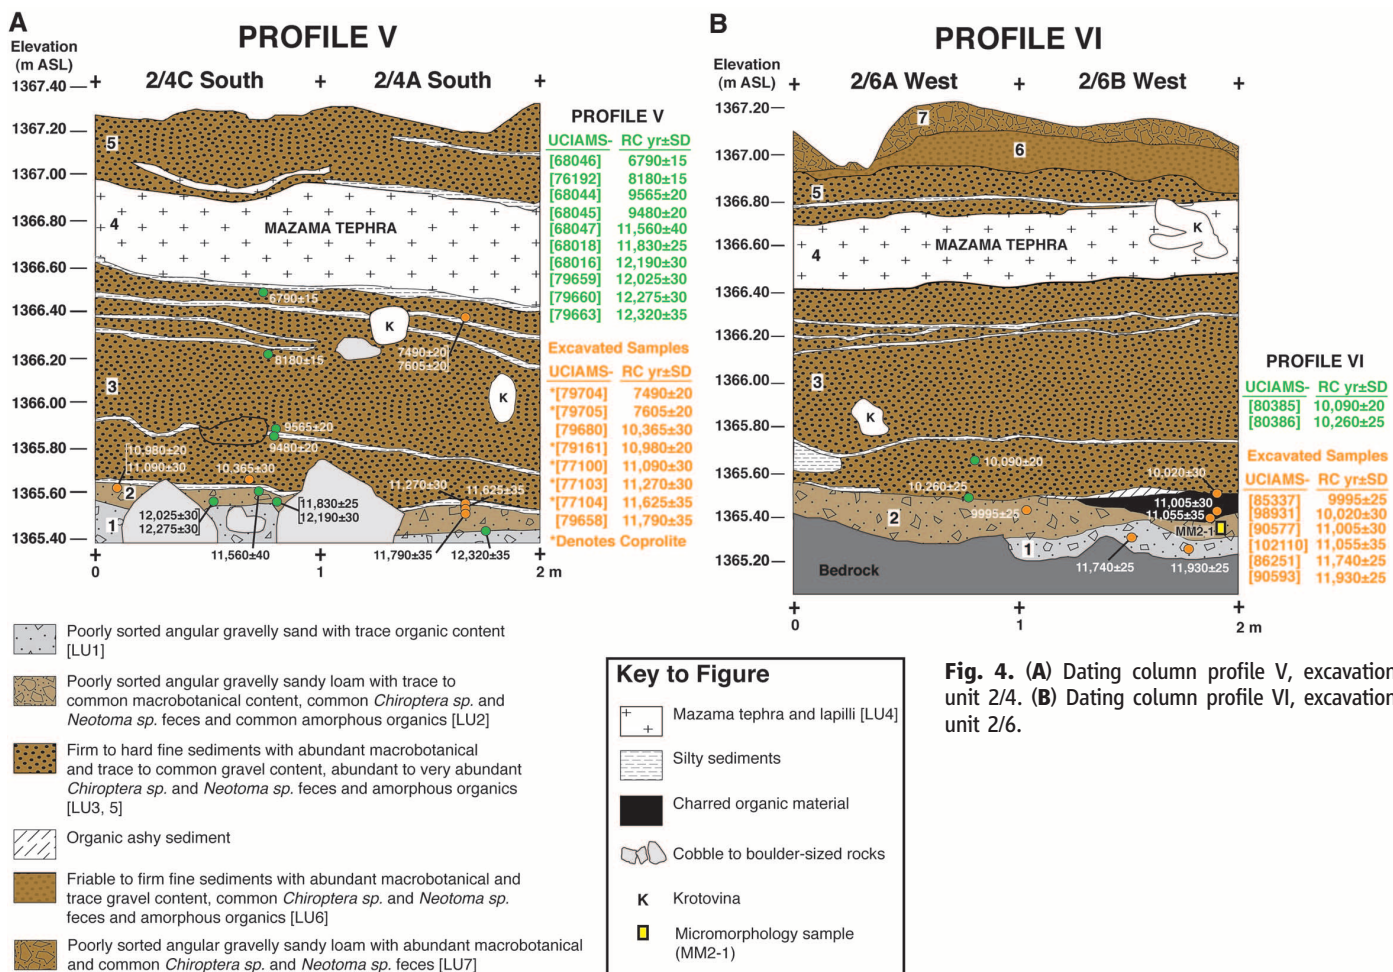 A
PROFILE V
Elevation
(m ASL)
2/4C South
2/4A South
1367.40
1367.20
1367.00
1366.80
1366.60
1366.40
1366.20
1366.00
1365.80
1365.60
1365.40
5
4
MAZAMA TEPHRA
6790±15
K
7490±20
7605±20
8180±15
3
K
9565±20
9480±20
10,980±20
11,090±30
10,365±30
11,270±30
11,625±35
2
1
12,025±30
12,275±30
11,830±25
12,190±30
11,560±40
11,790±35
12,320±35
0
1
2 m
PROFILE V
UCIAMS- RC yr±SD
[68046] 6790±15
[76192] 8180±15
[68044] 9565±20
[68045] 9480±20
[68047] 11,560±40
[68018] 11,830±25
[68016] 12,190±30
[79659] 12,025±30
[79660] 12,275±30
[79663] 12,320±35
Excavated Samples
UCIAMS- RC yr±SD
*[79704] 7490±20
*[79705] 7605±20
[79680] 10,365±30
*[79161] 10,980±20
*[77100] 11,090±30
*[77103] 11,270±30
*[77104] 11,625±35
[79658] 11,790±35
*Denotes Coprolite
B
PROFILE VI
Elevation
(m ASL)
2/6A West
2/6B West
1367.20
1367.00
1366.80
1366.60
1366.40
1366.20
1366.00
1365.80
1365.60
1365.40
1365.20
7
6
5
K
MAZAMA TEPHRA
4
3
K
10,090±20
10,020±30
10,260±25
11,005±30
11,055±35
9995±25
2
MM2-1
1
11,740±25
11,930±25
Bedrock
0
1
2 m
PROFILE VI
UCIAMS- RC yr±SD
[80385] 10,090±20
[80386] 10,260±25
Excavated Samples
UCIAMS- RC yr±SD
[85337] 9995±25
[98931] 10,020±30
[90577] 11,005±30
[102110] 11,055±35
[86251] 11,740±25
[90593] 11,930±25
Poorly sorted angular gravelly sand with trace organic content
[LU1]
Poorly sorted angular gravelly sandy loam with trace to
common macrobotanical content, common Chiroptera sp. and
Neotoma sp. feces and common amorphous organics [LU2]
Firm to hard fine sediments with abundant macrobotanical
and trace to common gravel content, abundant to very abundant
Chiroptera sp. and Neotoma sp. feces and amorphous organics
[LU3, 5]
Organic ashy sediment
Friable to firm fine sediments with abundant macrobotanical and
trace gravel content, common Chiroptera sp. and Neotoma sp.
feces and amorphous organics [LU6]
Poorly sorted angular gravelly sandy loam with abundant macrobotanical
and common Chiroptera sp. and Neotoma sp. feces [LU7]
Key to Figure
Mazama tephra and lapilli [LU4]
Silty sediments
Charred organic material
Cobble to boulder-sized rocks
K
Krotovina
Micromorphology sample
(MM2-1)
Fig. 4. (A) Dating column profile V, excavation
unit 2/4. (B) Dating column profile VI, excavation
unit 2/6.